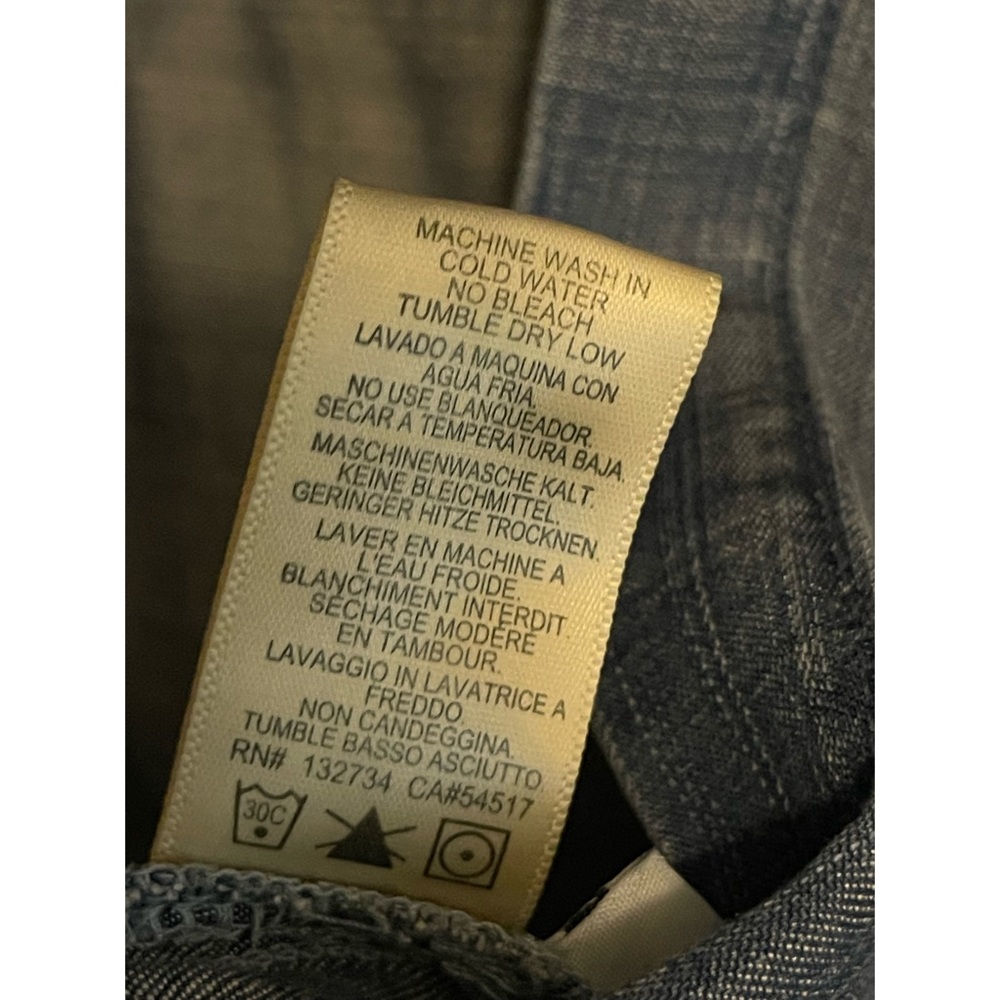 MACHINE WASH IN
COLD WATER
NO BLEACH
TUMBLE DRY LOW
LAVADO A MAQUINA CON
AGUA FRIA.
NO USE BLANQUEADOR.
SECAR A TEMPERATURA BAJA.
MASCHINENWASCHE KALT.
KEINE BLEICHMITTEL.
GERINGER HITZE TROCKNEN.
LAVER EN MACHINE A
L'EAU FROIDE.
BLANCHIMENT INTERDIT.
SÉCHAGE MODÉRÉ
EN TAMBOUR.
LAVAGGIO IN LAVATRICE A
FREDDO.
NON CANDEGGINA.
TUMBLE BASSO ASCIUTTO.
RN# 132734 CA#54517
30C